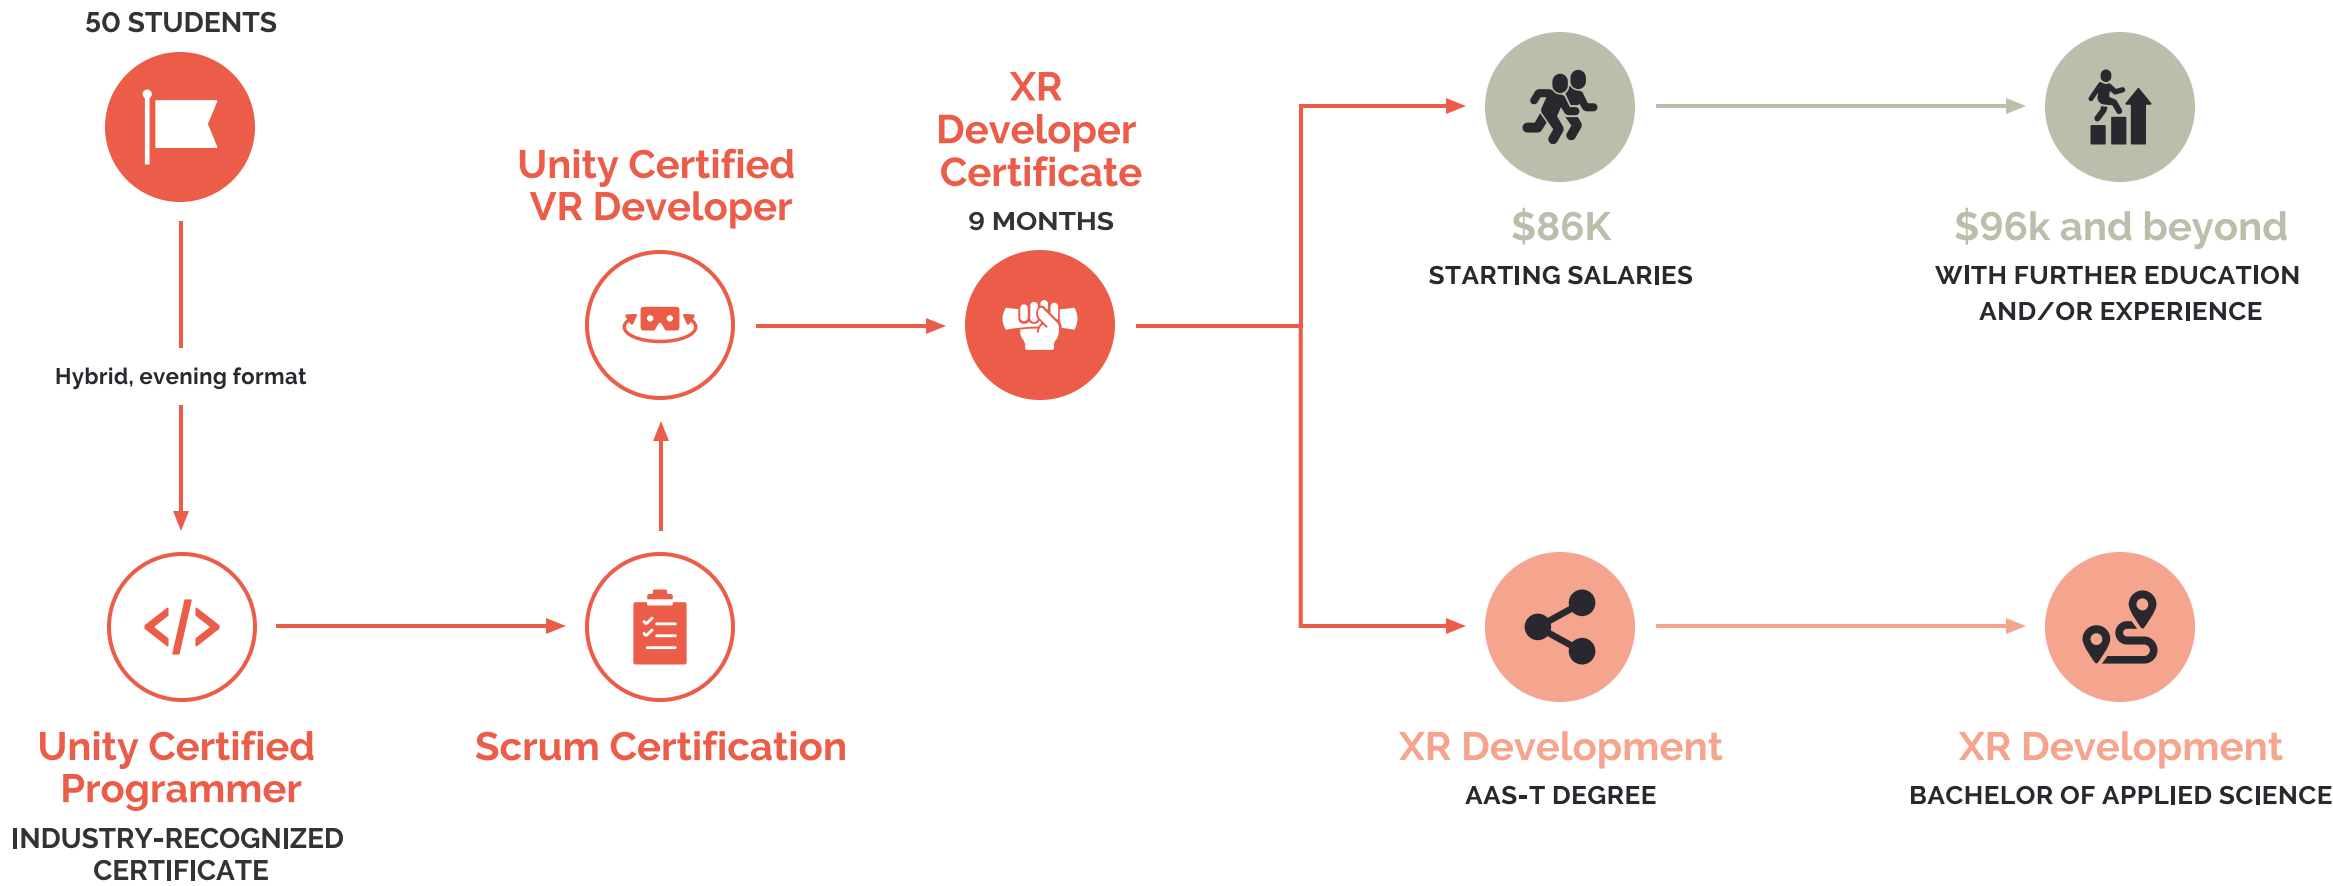 50 STUDENTS
Hybrid, evening format
Unity Certified
Programmer
INDUSTRY-RECOGNIZED
CERTIFICATE
Scrum Certification
Unity Certified
VR Developer
XR
Developer
Certificate
9 MONTHS
$86K
STARTING SALARIES
$96k and beyond
WITH FURTHER EDUCATION
AND/OR EXPERIENCE
XR Development
AAS-T DEGREE
XR Development
BACHELOR OF APPLIED SCIENCE